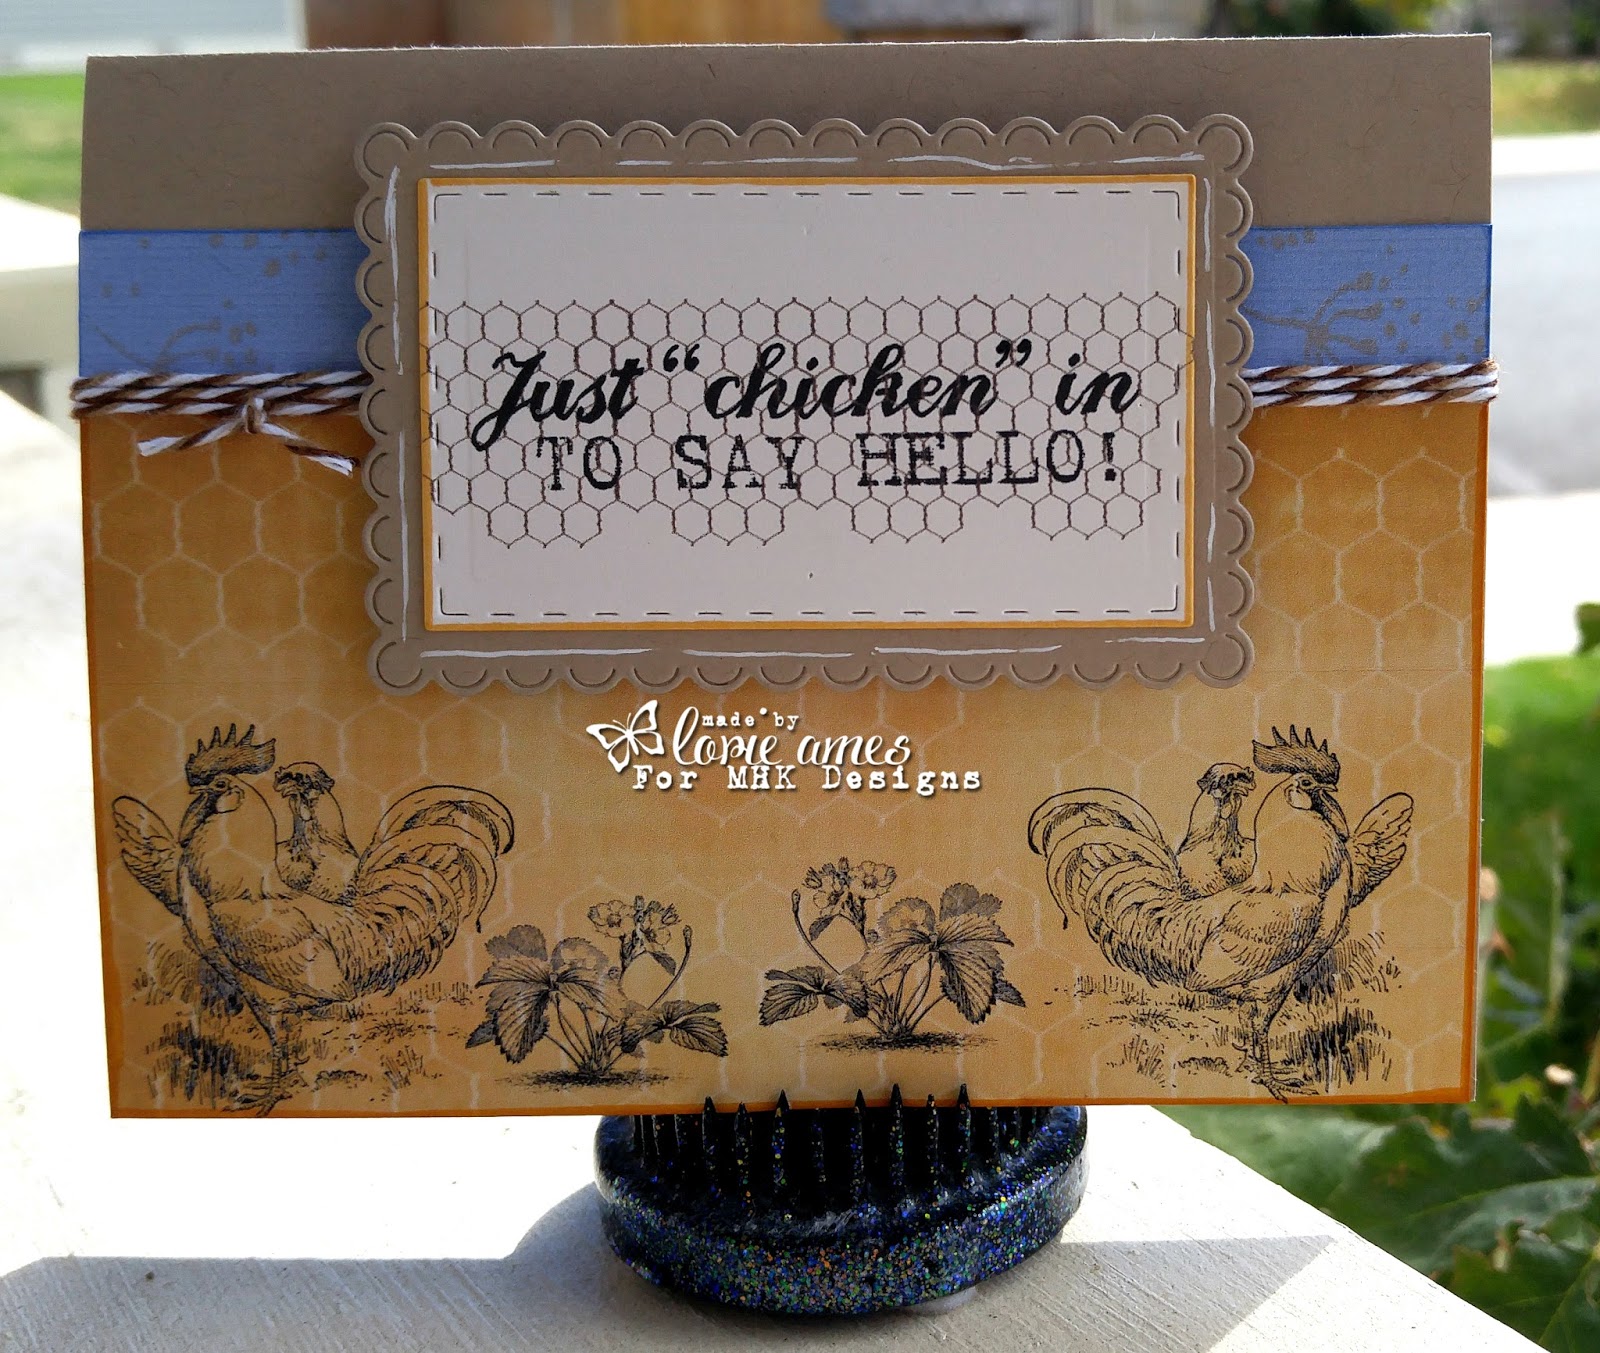 Just “chicken” in
TO SAY HELLO!
made by
lorie ames
For MHK Designs